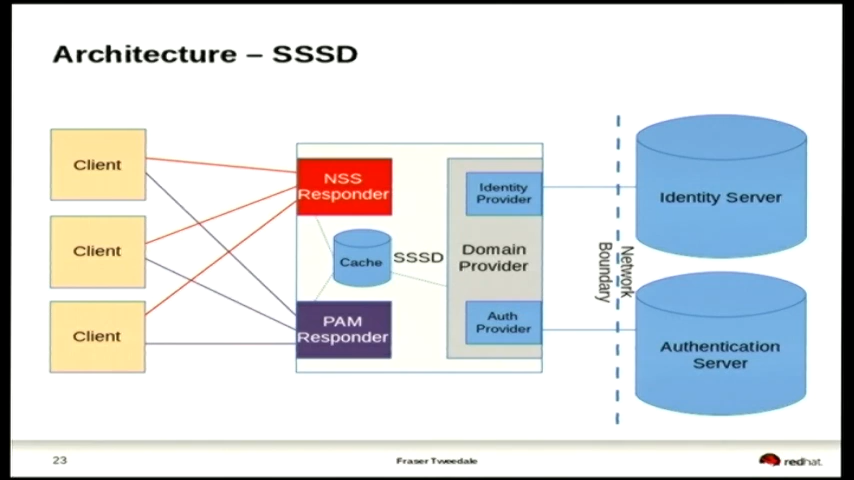 Architecture – SSSD
Client
Client
Client
NSS
Responder
Cache
SSSD
PAM
Responder
Identity
Provider
Domain
Provider
Auth
Provider
Network
Boundary
Identity Server
Authentication
Server
23
Fraser Tweedale
redhat.